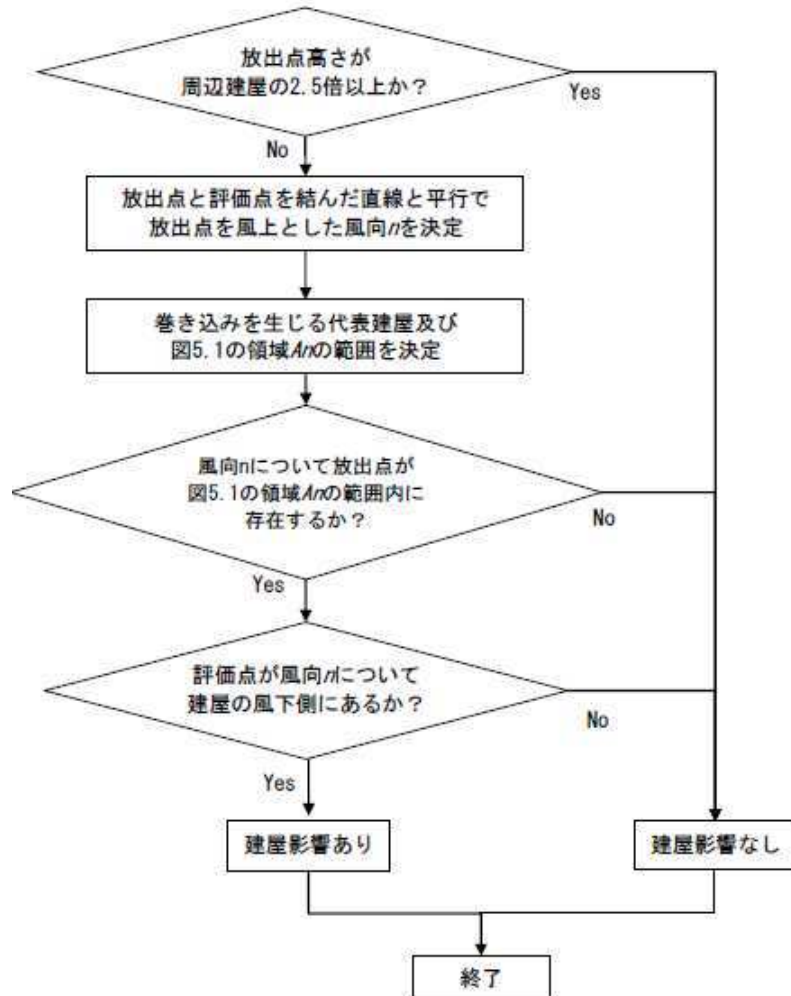 放出点高さが
周辺建屋の2.5倍以上か？
Yes
No
放出点と評価点を結んだ直線と平行で
放出点を風上とした風向nを決定
巻き込みを生じる代表建屋及び
図5.1の領域Anの範囲を決定
風向nについて放出点が
図5.1の領域Anの範囲内に
存在するか？
No
Yes
評価点が風向nについて
建屋の風下側にあるか？
No
Yes
建屋影響あり
建屋影響なし
終了